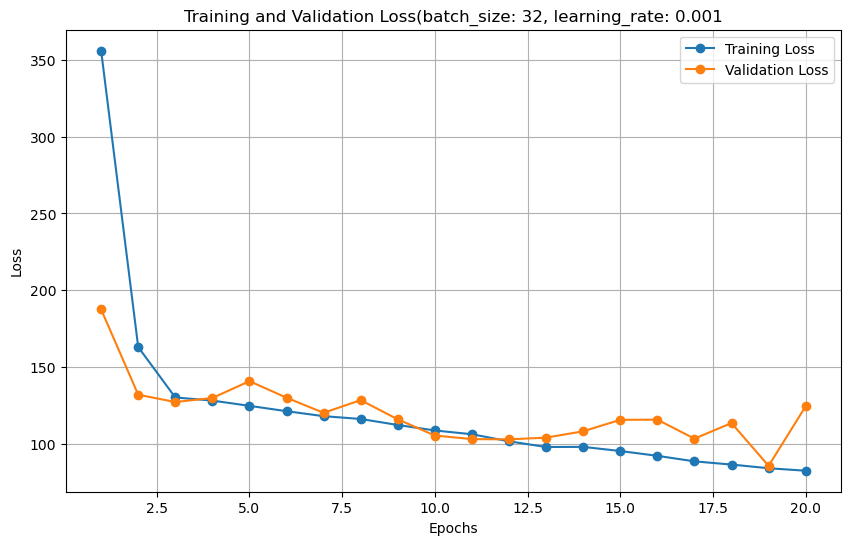 Training and Validation Loss(batch_size: 32, learning_rate: 0.001
Training Loss
Validation Loss
350
300
250
200
150
100
Loss
2.5 5.0 7.5 10.0 12.5 15.0 17.5 20.0
Epochs